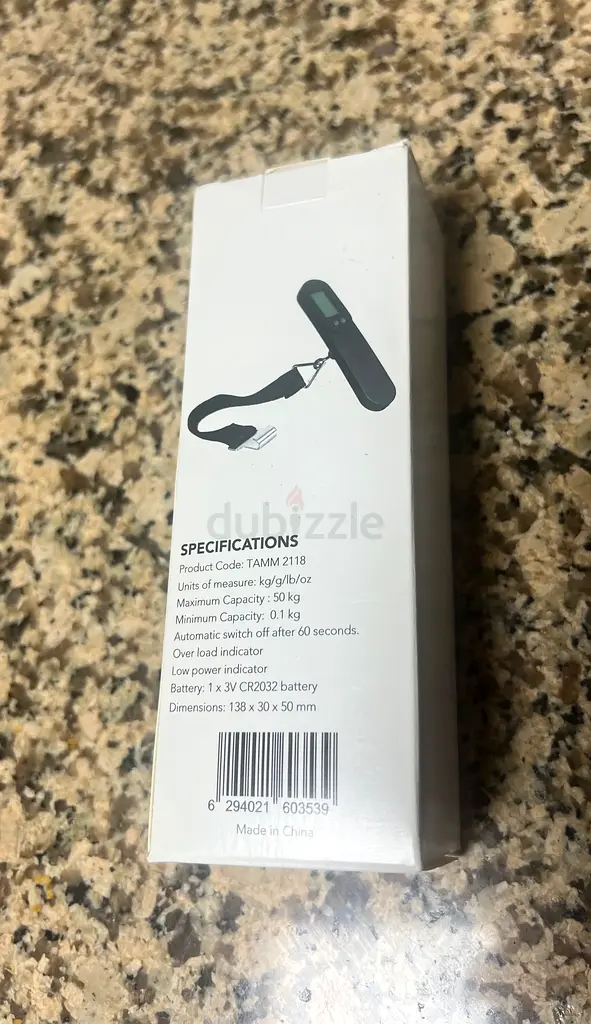 dubizzle
SPECIFICATIONS
Product Code: TAMM 2118
Units of measure: kg/g/lb/oz
Maximum Capacity : 50 kg
Minimum Capacity: 0.1 kg
Automatic switch off after 60 seconds.
Over load indicator
Low power indicator
Battery: 1 x 3V CR2032 battery
Dimensions: 138 x 30 x 50 mm
6 294021 603539
Made in China